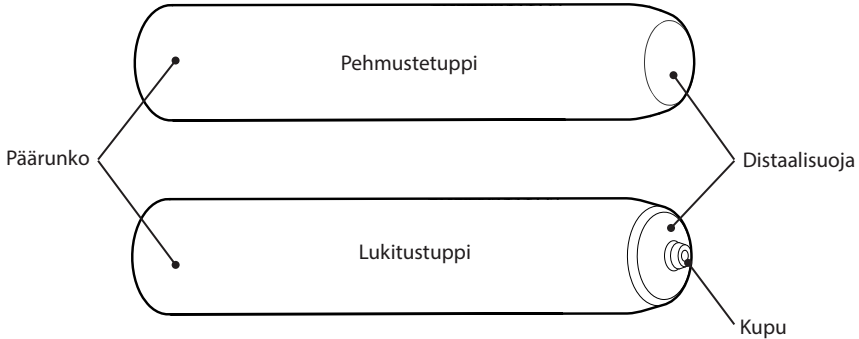 Pehmustetuppi
Päärunko
Distaalisuoja
Lukitustuppi
Kupu